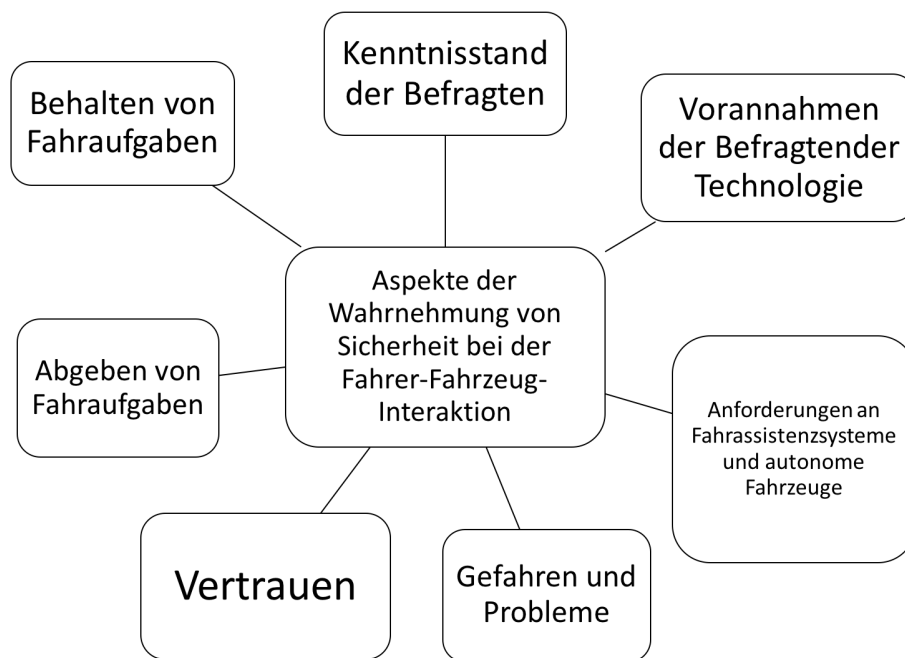 Kenntnisstand
der Befragten
Behalten von
Fahraufgaben
Vorannahmen
der Befragtender
Technologie
Aspekte der
Wahrnehmung von
Sicherheit bei der
Fahrer-Fahrzeug-
Interaktion
Abgeben von
Fahraufgaben
Anforderungen an
Fahrassistenzsysteme
und autonome
Fahrzeuge
Vertrauen
Gefahren und
Probleme